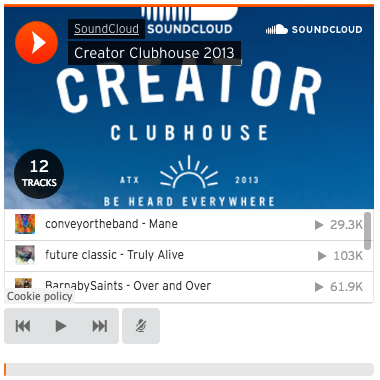 SOUNDCLOUD
SoundCloud
SOUNDCLOUD
Creator Clubhouse 2013
CREATOR
CLUBHOUSE
12
TRACKS
ATX 2013
BE HEARD EVERYWHERE
conveyortheband - Mane 29.3K
future classic - Truly Alive 103K
BarnabySaints - Over and Over 61.9K
Cookie policy